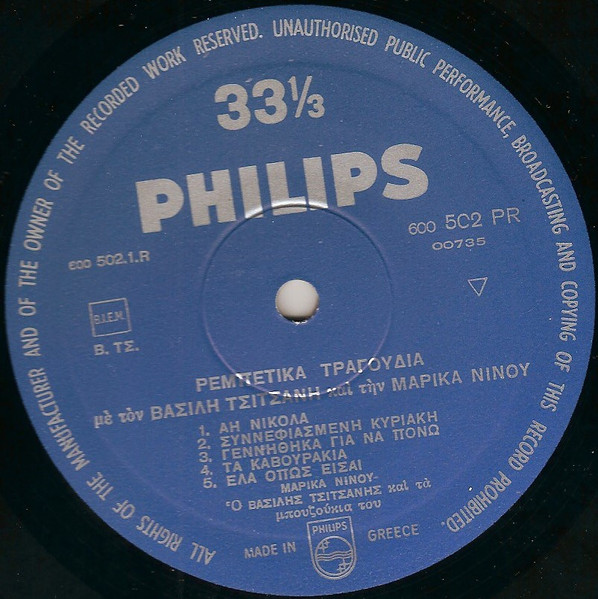 ALL RIGHTS OF THE MANUFACTURER AND OF THE OWNER OF THE RECORDED WORK RESERVED. UNAUTHORISED PUBLIC PERFORMANCE, BROADCASTING AND COPYING OF THIS RECORD PROHIBITED.
33⅓
PHILIPS
600 502 PR
00735
600 502.1.R
B.I.E.M.
Β. ΤΣ.
ΡΕΜΠΕΤΙΚΑ ΤΡΑΓΟΥΔΙΑ
μὲ τὸν ΒΑΣΙΛΗ ΤΣΙΤΣΑΝΗ καὶ τὴν ΜΑΡΙΚΑ ΝΙΝΟΥ
1. ΑΗ ΝΙΚΟΛΑ
2. ΣΥΝΝΕΦΙΑΣΜΕΝΗ ΚΥΡΙΑΚΗ
3. ΓΕΝΝΗΘΗΚΑ ΓΙΑ ΝΑ ΠΟΝΩ
4. ΤΑ ΚΑΒΟΥΡΑΚΙΑ
5. ΕΛΑ ΟΠΩΣ ΕΙΣΑΙ
ΜΑΡΙΚΑ ΝΙΝΟΥ-
Ὁ ΒΑΣΙΛΗΣ ΤΣΙΤΣΑΝΗΣ καὶ τὰ
μπουζούκια του
PHILIPS
MADE IN GREECE